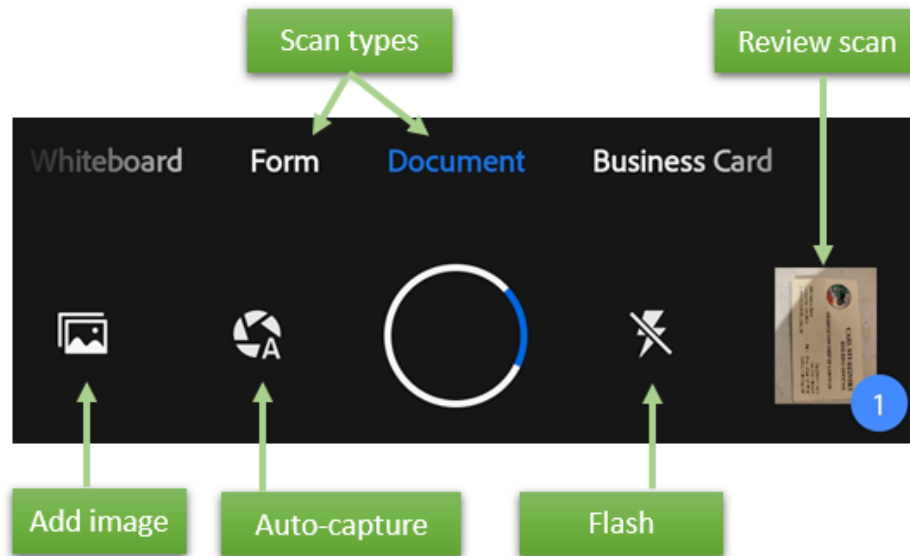 Scan types
Review scan
Whiteboard Form Document Business Card
A
1
Add image
Auto-capture
Flash